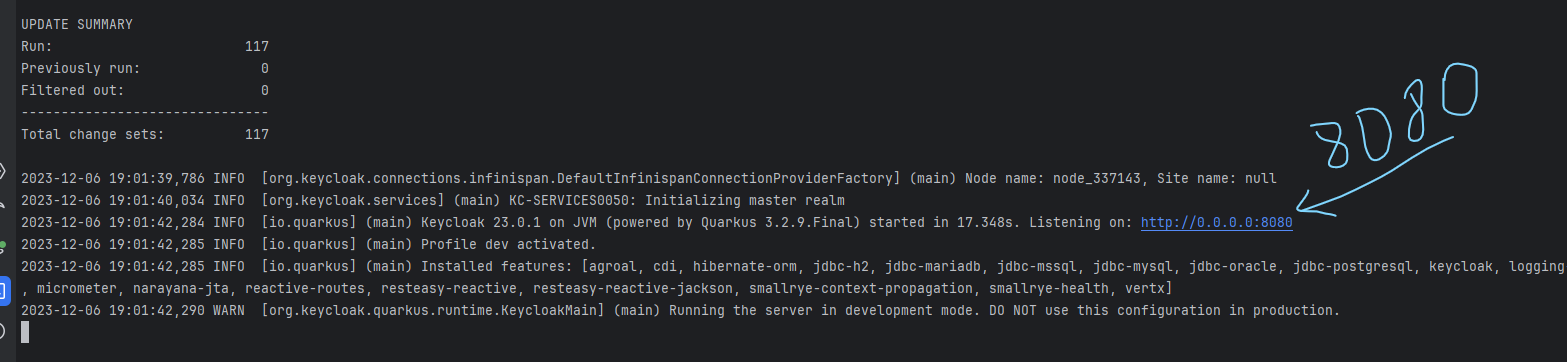 UPDATE SUMMARY
Run:                        117
Previously run:               0
Filtered out:                 0
-------------------------------
Total change sets:          117
8080
2023-12-06 19:01:39,786 INFO  [org.keycloak.connections.infinispan.DefaultInfinispanConnectionProviderFactory] (main) Node name: node_337143, Site name: null
2023-12-06 19:01:40,034 INFO  [org.keycloak.services] (main) KC-SERVICES0050: Initializing master realm
2023-12-06 19:01:42,284 INFO  [io.quarkus] (main) Keycloak 23.0.1 on JVM (powered by Quarkus 3.2.9.Final) started in 17.348s. Listening on: http://0.0.0.0:8080
2023-12-06 19:01:42,285 INFO  [io.quarkus] (main) Profile dev activated.
2023-12-06 19:01:42,285 INFO  [io.quarkus] (main) Installed features: [agroal, cdi, hibernate-orm, jdbc-h2, jdbc-mariadb, jdbc-mssql, jdbc-mysql, jdbc-oracle, jdbc-postgresql, keycloak, logging
, micrometer, narayana-jta, reactive-routes, resteasy-reactive, resteasy-reactive-jackson, smallrye-context-propagation, smallrye-health, vertx]
2023-12-06 19:01:42,290 WARN  [org.keycloak.quarkus.runtime.KeycloakMain] (main) Running the server in development mode. DO NOT use this configuration in production.